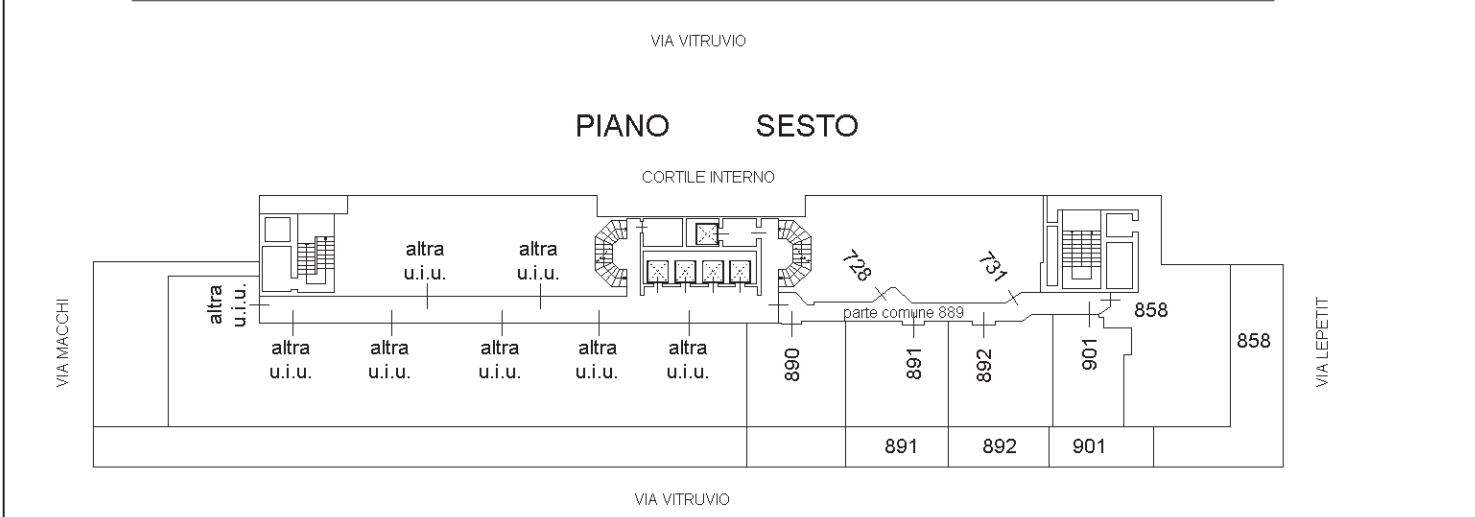 VIA VITRUVIO
PIANO SESTO
CORTILE INTERNO
altra
u.i.u.
altra
u.i.u.
728
731
altra
u.i.u.
parte comune 889
858
858
altra
u.i.u.
altra
u.i.u.
altra
u.i.u.
altra
u.i.u.
altra
u.i.u.
890
891
892
901
VIA MACCHI
VIA LEPETIT
891
892
901
VIA VITRUVIO